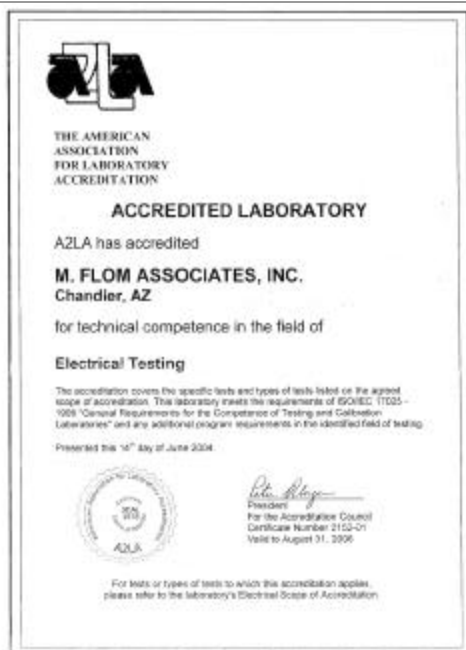 A2LA
THE AMERICAN
ASSOCIATION
FOR LABORATORY
ACCREDITATION
ACCREDITED LABORATORY
A2LA has accredited
M. FLOM ASSOCIATES, INC.
Chandler, AZ
for technical competence in the field of
Electrical Testing
The accreditation covers the specific tests and types of tests listed on the agreed
scope of accreditation. This laboratory meets the requirements of ISO/IEC 17025 -
1999 "General Requirements for the Competence of Testing and Calibration
Laboratories" and any additional program requirements in the identified field of testing.
Presented this 14th day of June 2004.
President
For the Accreditation Council
Certificate Number 2152-01
Valid to August 31, 2006
SEAL
A2LA
For tests or types of tests to which this accreditation applies,
please refer to the laboratory's Electrical Scope of Accreditation